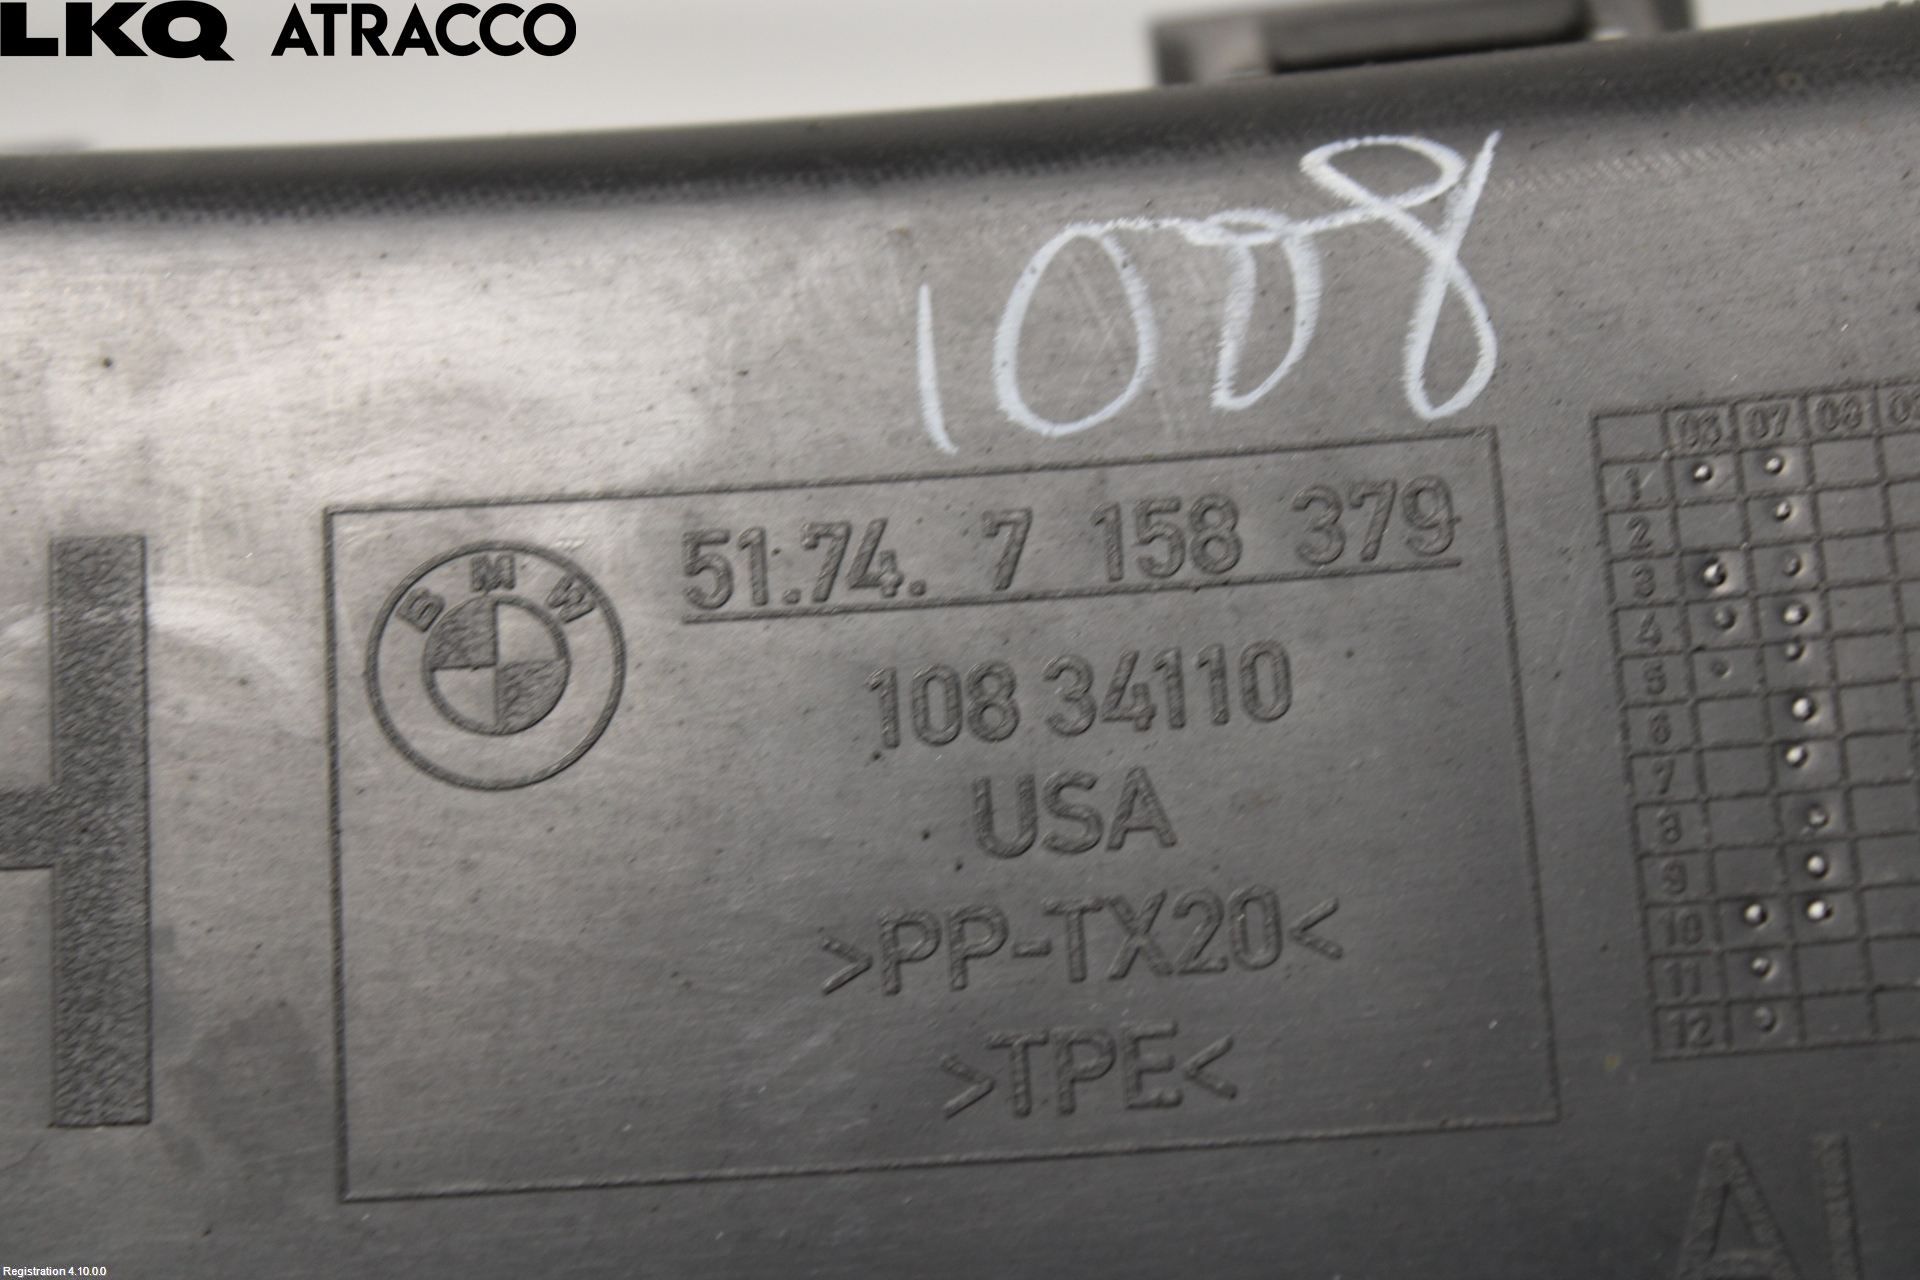 LKQ ATRACCO
1008
51.74. 7 158 379
BMW
108 34110
USA
>PP-TX20<
>TPE<
07 08
1
2
3
4
5
6
7
8
9
10
11
12
Registration 4.10.0.0